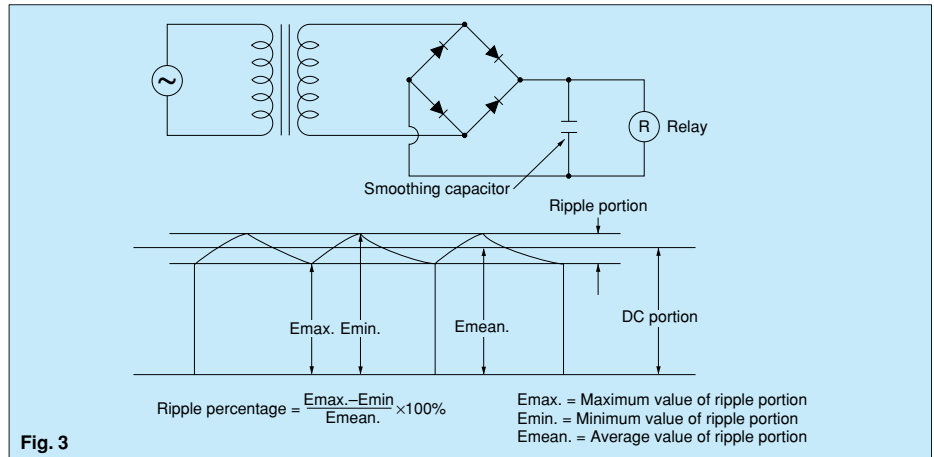 ~
R Relay
Smoothing capacitor
Ripple portion
Emax. Emin.
Emean.
DC portion
Ripple percentage = Emax.–Emin
Emean. ×100%
Emax. = Maximum value of ripple portion
Emin. = Minimum value of ripple portion
Emean. = Average value of ripple portion
Fig. 3